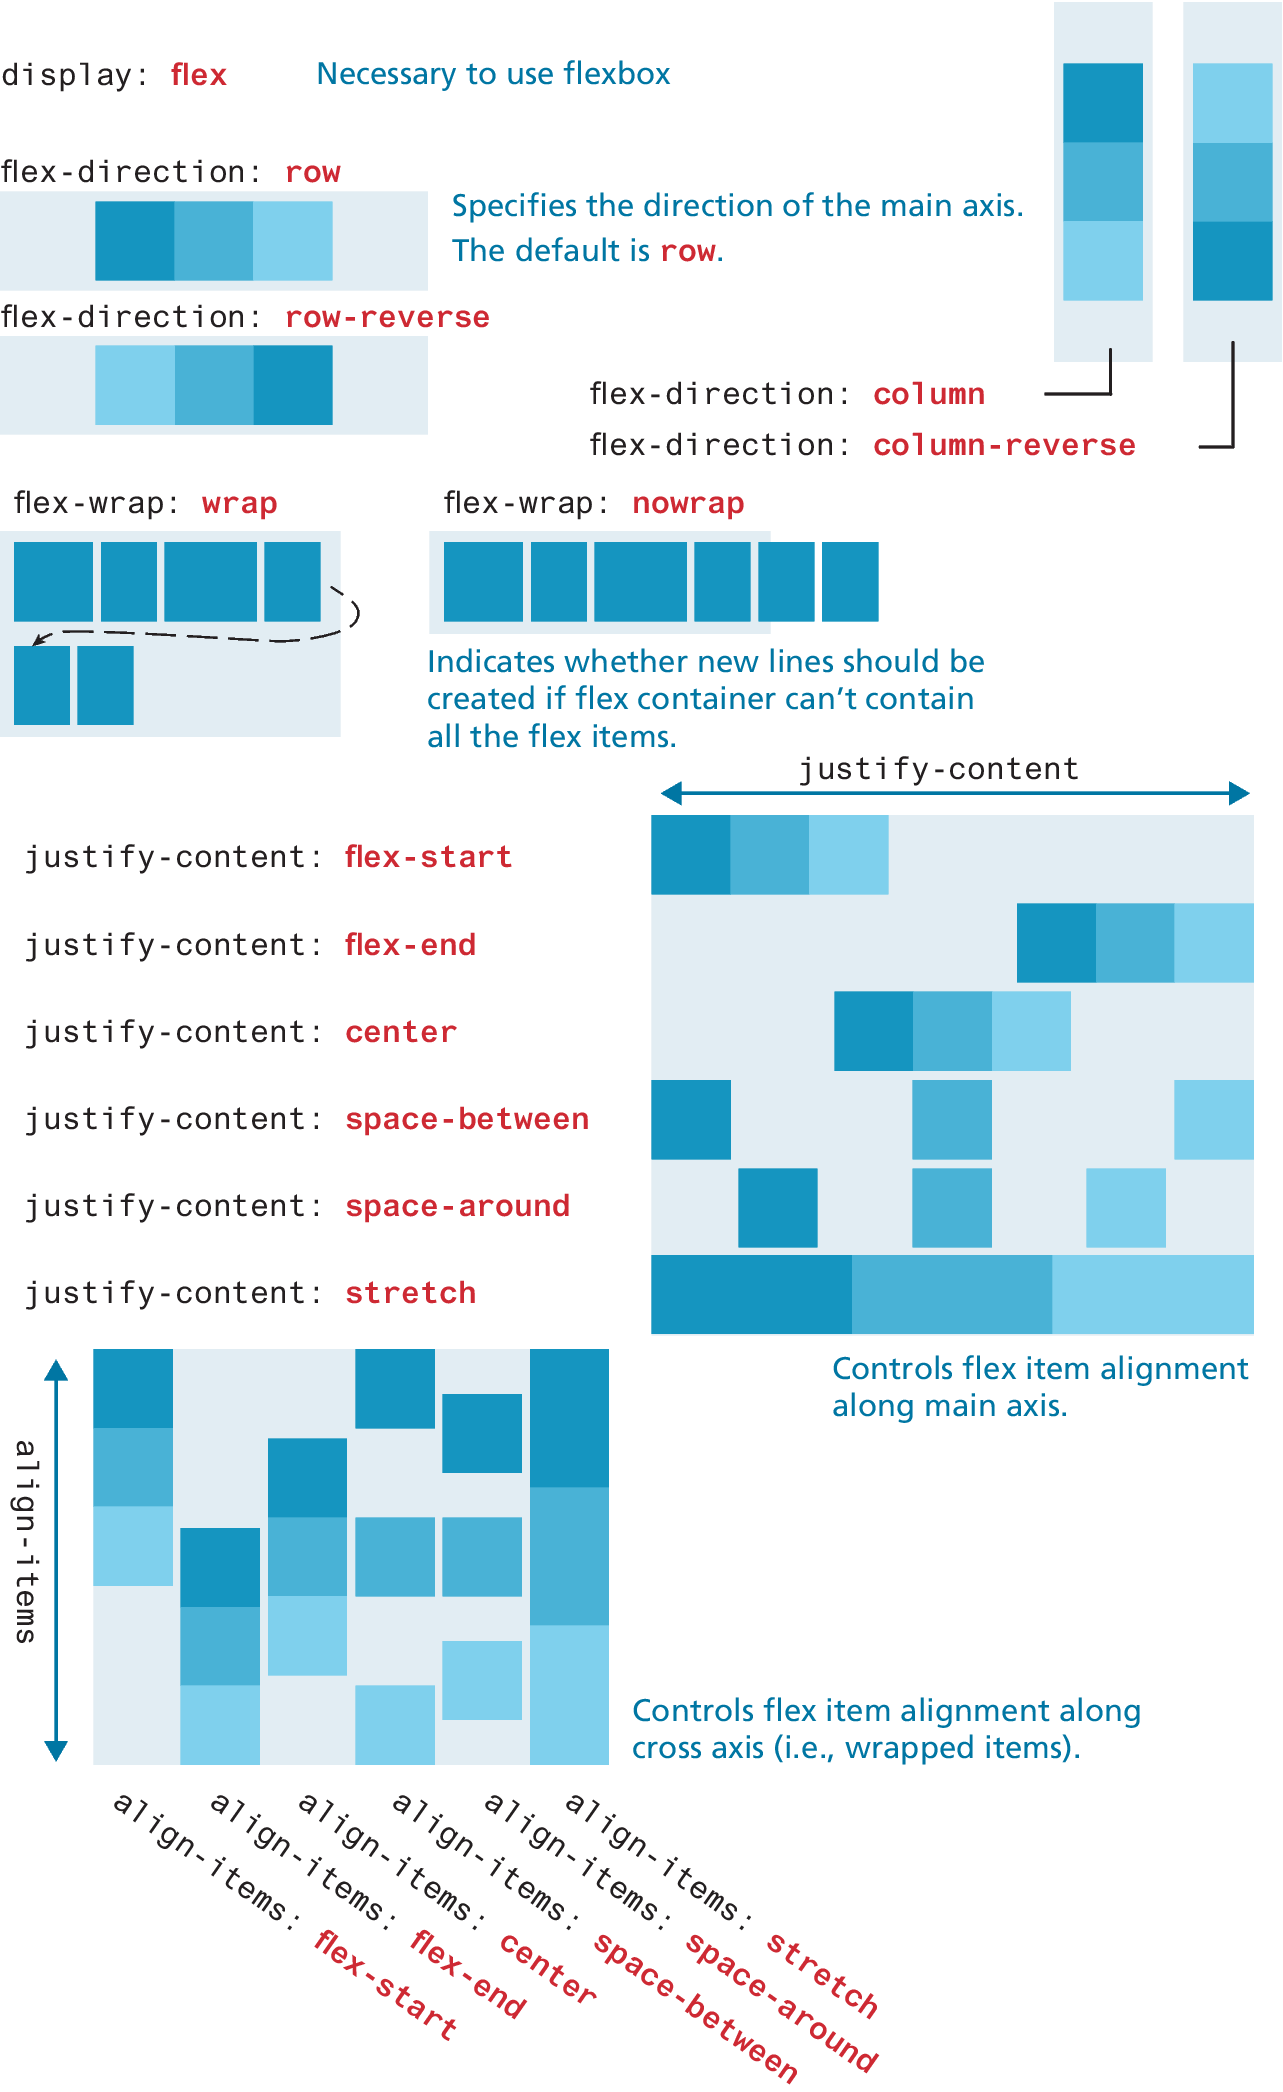 display: flex
Necessary to use flexbox
flex-direction: row
Specifies the direction of the main axis.
The default is row.
flex-direction: row-reverse
flex-direction: column
flex-direction: column-reverse
flex-wrap: wrap
flex-wrap: nowrap
Indicates whether new lines should be
created if flex container can't contain
all the flex items.
justify-content
justify-content: flex-start
justify-content: flex-end
justify-content: center
justify-content: space-between
justify-content: space-around
justify-content: stretch
Controls flex item alignment
along main axis.
align-items
Controls flex item alignment along
cross axis (i.e., wrapped items).
align-items: flex-start
align-items: flex-end
align-items: center
align-items: space-between
align-items: space-around
align-items: stretch